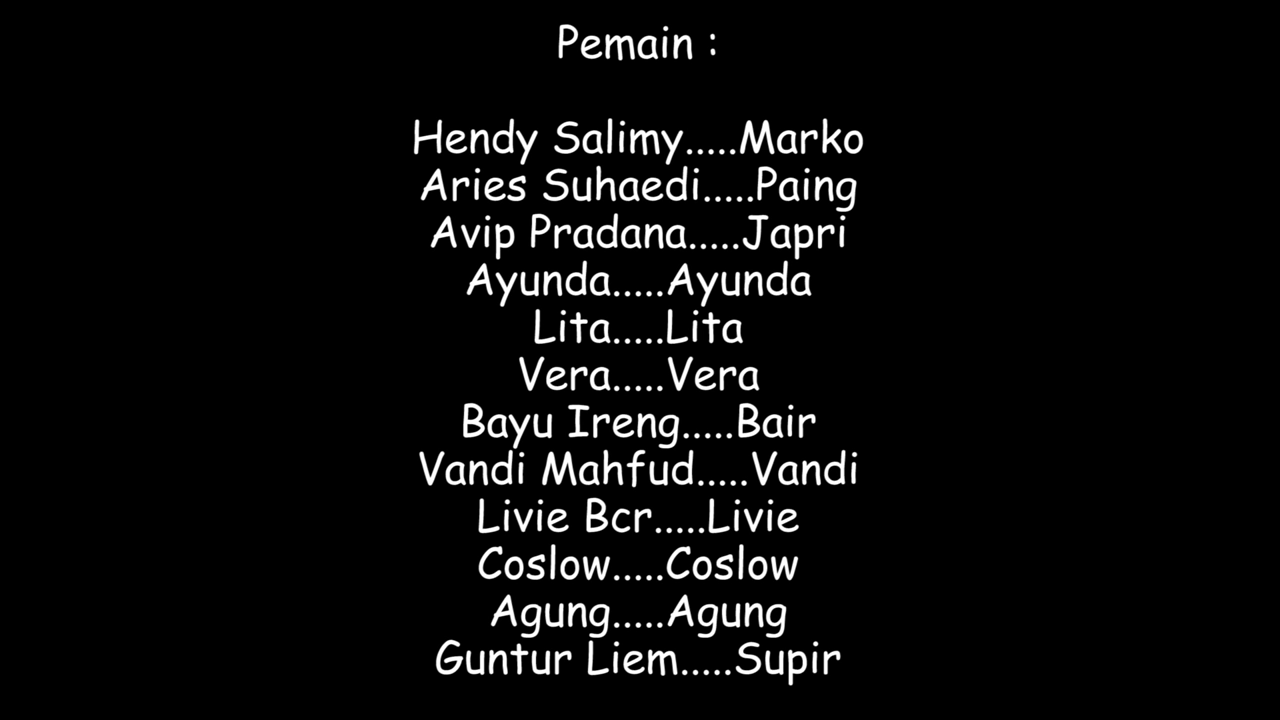 Pemain :
Hendy Salimy.....Marko
Aries Suhaedi.....Paing
Avip Pradana.....Japri
Ayunda.....Ayunda
Lita.....Lita
Vera.....Vera
Bayu Ireng.....Bair
Vandi Mahfud.....Vandi
Livie Bcr.....Livie
Coslow.....Coslow
Agung.....Agung
Guntur Liem.....Supir